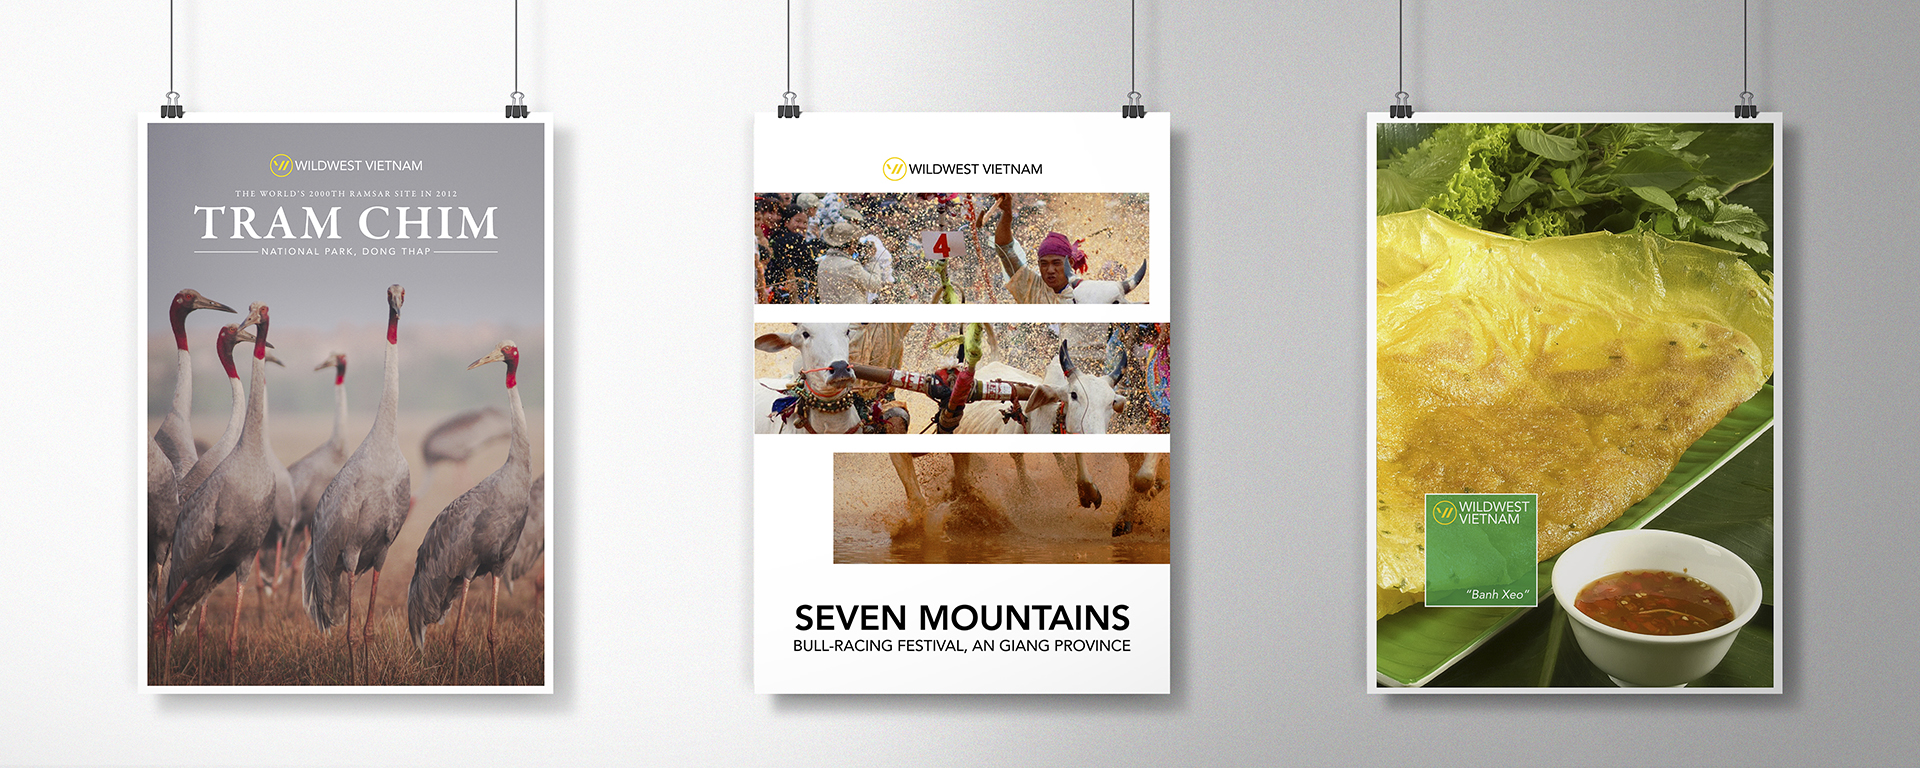 WILDWEST VIETNAM
THE WORLD'S 2000TH RAMSAR SITE IN 2012
TRAM CHIM
NATIONAL PARK, DONG THAP
WILDWEST VIETNAM
4
SEVEN MOUNTAINS
BULL-RACING FESTIVAL, AN GIANG PROVINCE
WILDWEST
VIETNAM
"Banh Xeo"